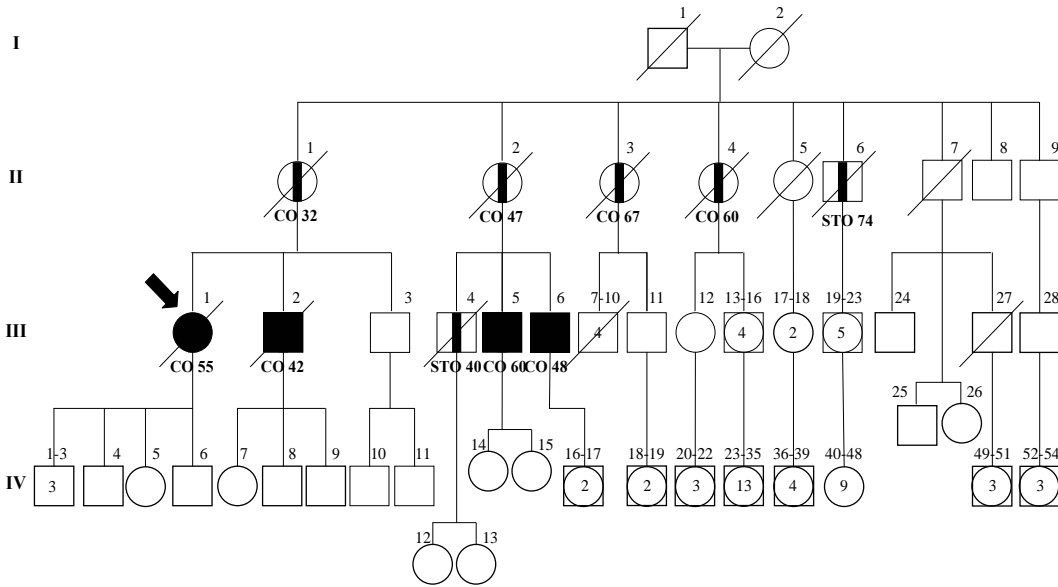 1 2
I
1 2 3 4 5 6 7 8 9
II
CO 32 CO 47 CO 67 CO 60 STO 74
1 2 3 4 5 6 7-10 11 12 13-16 17-18 19-23 24 27 28
III 4 4 2 5
CO 55 CO 42 STO 40 CO 60 CO 48
25 26
1-3 4 5 6 7 8 9 10 11 14 15 16-17 18-19 20-22 23-35 36-39 40-48 49-51 52-54
IV 3 2 2 3 13 4 9 3 3
12 13